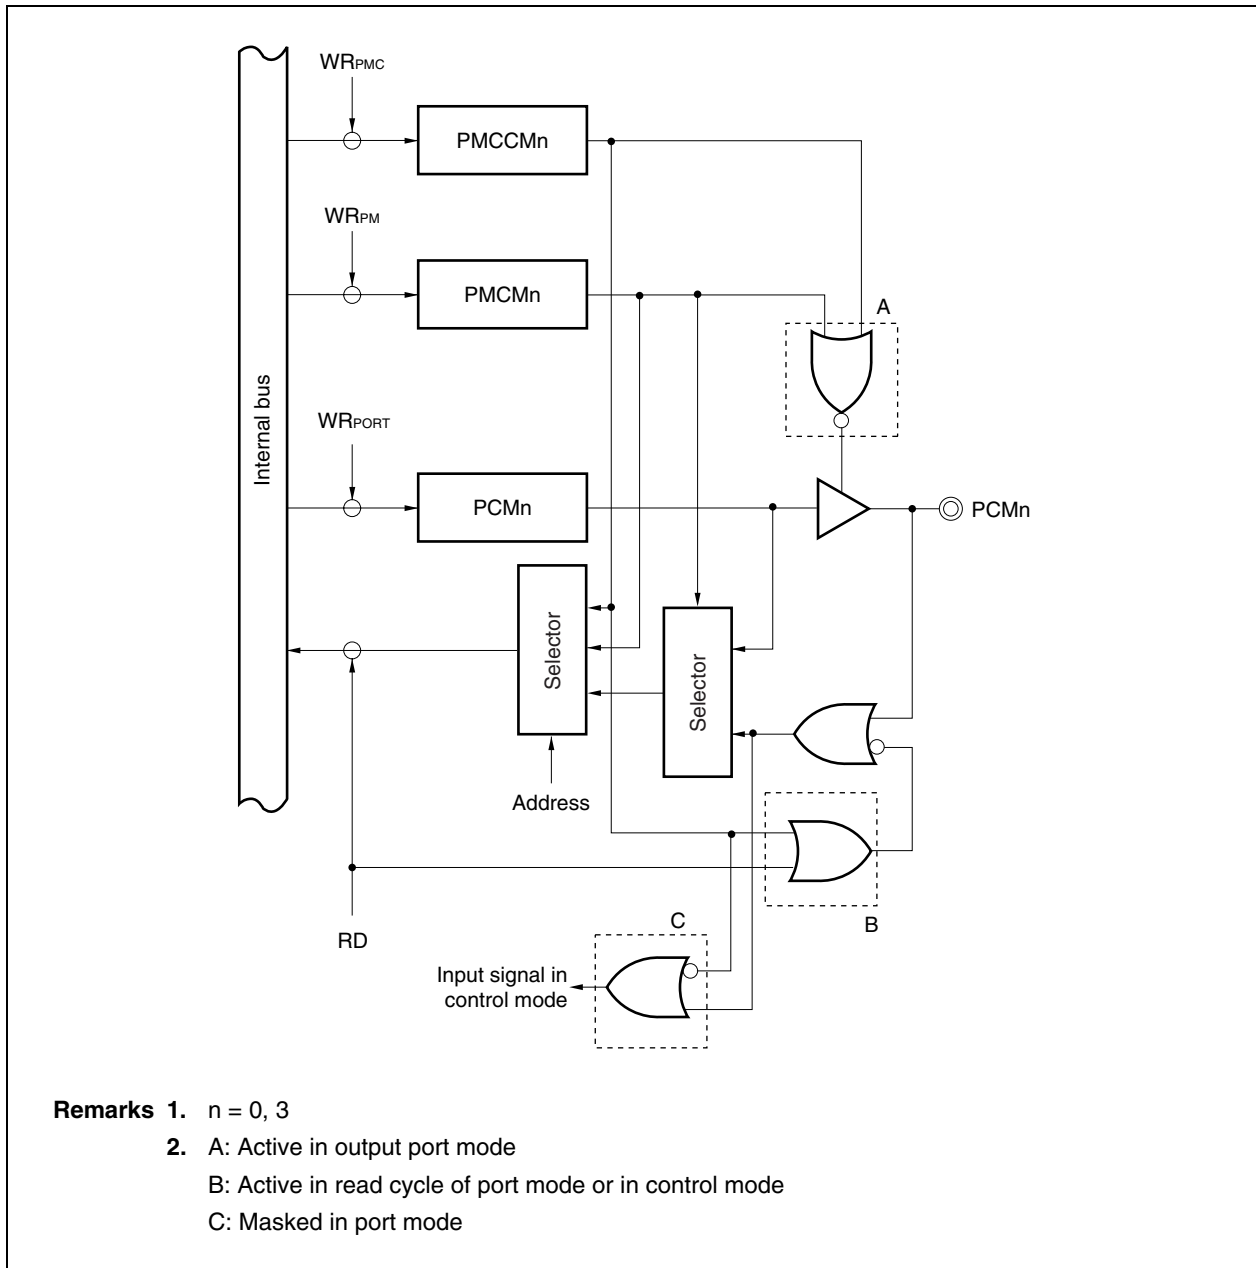 WRPMC
PMCCMn
WRPM
PMCMn
A
Internal bus
WRPORT
PCMn
PCMn
Selector
Selector
Address
B
C
RD
Input signal in
control mode
Remarks 1. n = 0, 3
2. A: Active in output port mode
B: Active in read cycle of port mode or in control mode
C: Masked in port mode